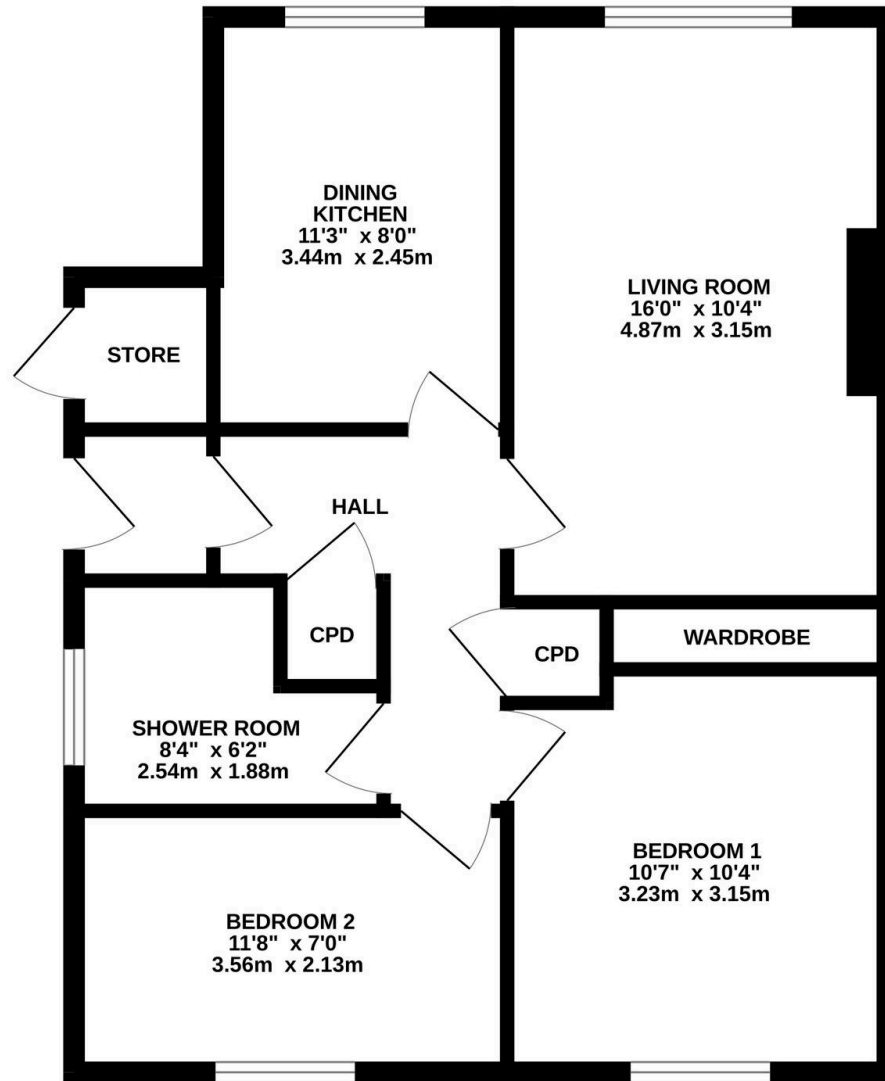 DINING
KITCHEN
11'3" x 8'0"
3.44m x 2.45m
LIVING ROOM
16'0" x 10'4"
4.87m x 3.15m
STORE
HALL
CPD
CPD
WARDROBE
SHOWER ROOM
8'4" x 6'2"
2.54m x 1.88m
BEDROOM 1
10'7" x 10'4"
3.23m x 3.15m
BEDROOM 2
11'8" x 7'0"
3.56m x 2.13m